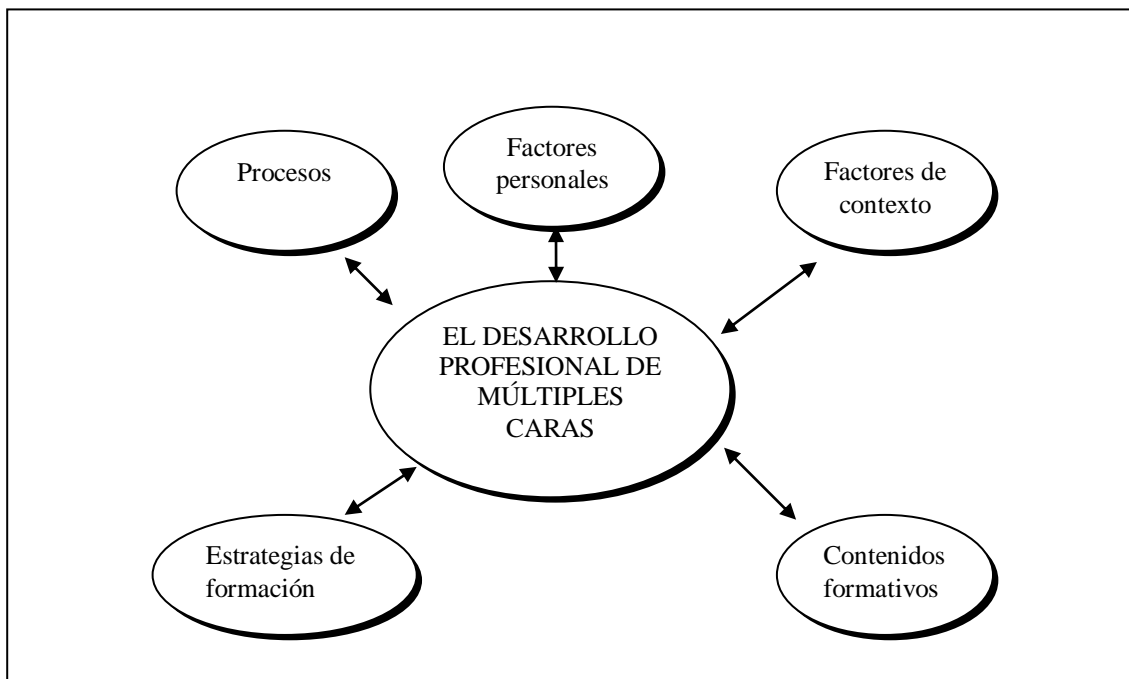 Procesos
Factores
personales
Factores de
contexto
EL DESARROLLO
PROFESIONAL DE
MÚLTIPLES
CARAS
Estrategias de
formación
Contenidos
formativos